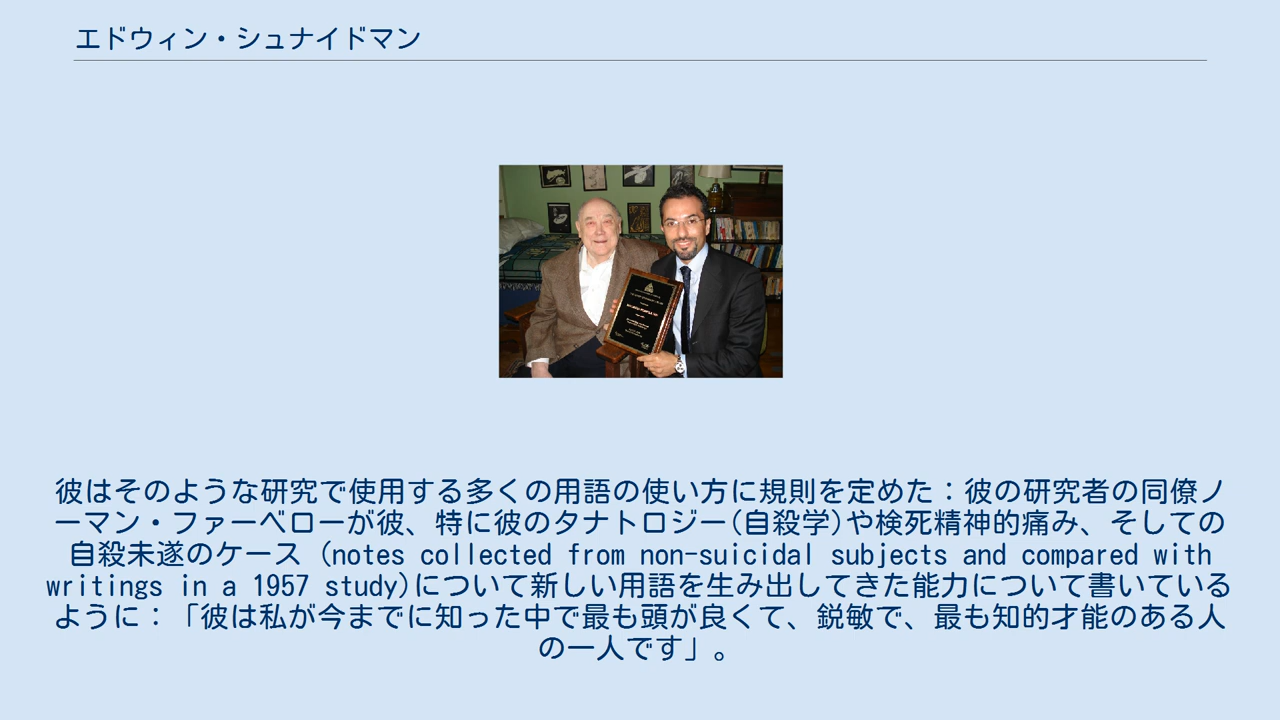 エドウィン・シュナイドマン
彼はそのような研究で使用する多くの用語の使い方に規則を定めた：彼の研究者の同僚ノ
ーマン・ファーベローが彼、特に彼のタナトロジー(自殺学)や検死精神的痛み、そしての
自殺未遂のケース (notes collected from non-suicidal subjects and compared with
writings in a 1957 study)について新しい用語を生み出してきた能力について書いている
ように：「彼は私が今までに知った中で最も頭が良くて、鋭敏で、最も知的才能のある人
の一人です」。